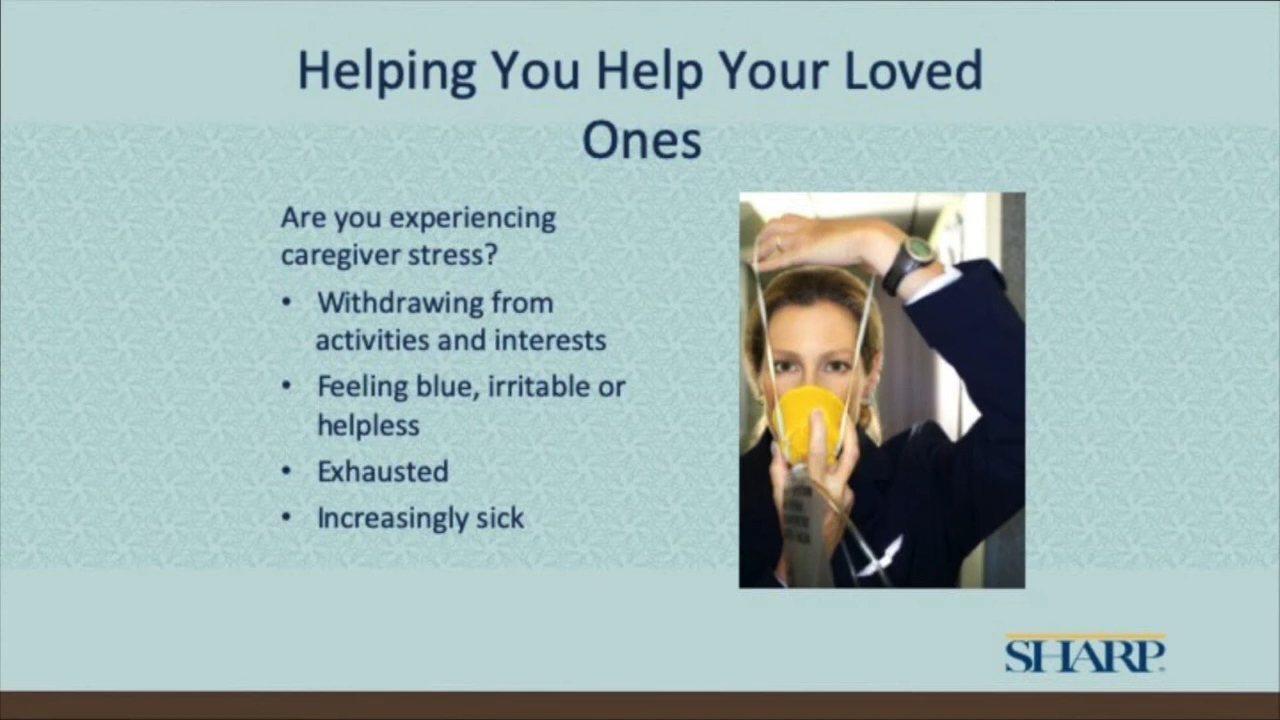 Helping You Help Your Loved
Ones
Are you experiencing
caregiver stress?
• Withdrawing from
activities and interests
• Feeling blue, irritable or
helpless
• Exhausted
• Increasingly sick
SHARP